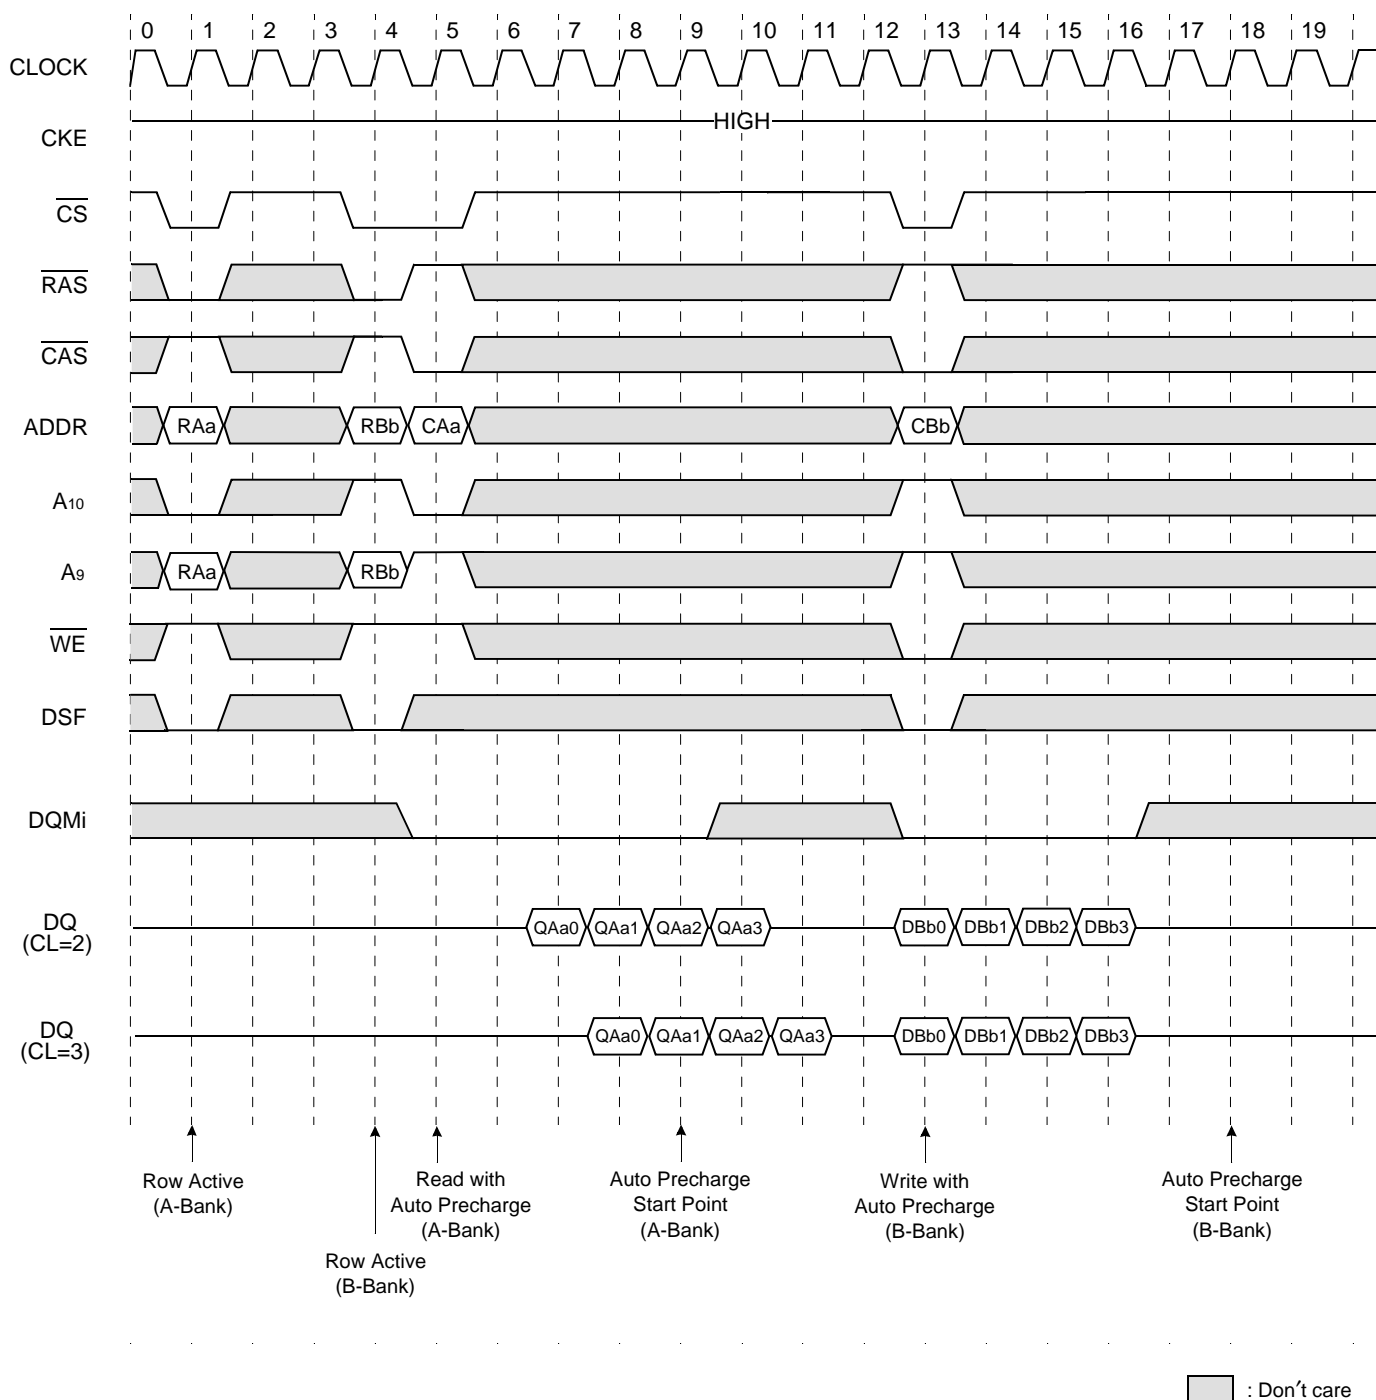 0 1 2 3 4 5 6 7 8 9 10 11 12 13 14 15 16 17 18 19
CLOCK
CKE HIGH
CS
RAS
CAS
ADDR RAa RBb CAa CBb
A10
A9 RAa RBb
WE
DSF
DQMi
DQ
(CL=2) QAa0 QAa1 QAa2 QAa3 DBb0 DBb1 DBb2 DBb3
DQ
(CL=3) QAa0 QAa1 QAa2 QAa3 DBb0 DBb1 DBb2 DBb3
Row Active
(A-Bank)
Row Active
(B-Bank)
Read with
Auto Precharge
(A-Bank)
Auto Precharge
Start Point
(A-Bank)
Write with
Auto Precharge
(B-Bank)
Auto Precharge
Start Point
(B-Bank)
: Don′t care